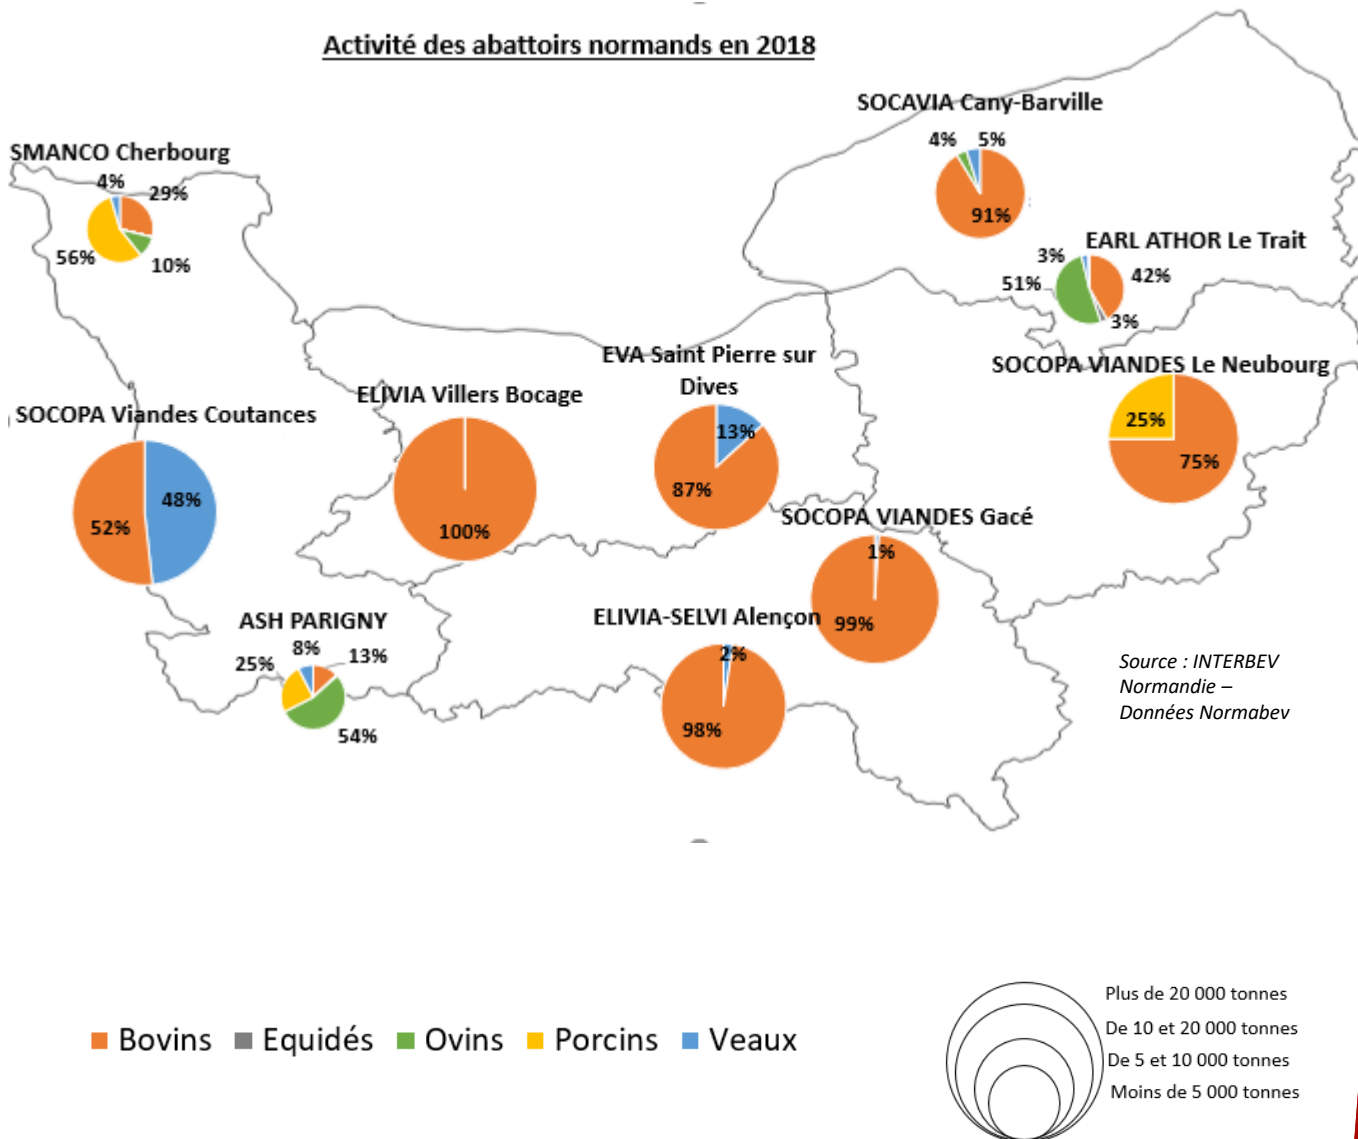 Activité des abattoirs normands en 2018
SOCAVIA Cany-Barville
4%
5%
91%
SMANCO Cherbourg
4%
29%
56%
10%
EARL ATHOR Le Trait
3%
42%
51%
3%
EVA Saint Pierre sur
Dives
13%
87%
SOCOPA VIANDES Le Neubourg
25%
75%
ELIVIA Villers Bocage
100%
SOCOPA Viandes Coutances
48%
52%
SOCOPA VIANDES Gacé
1%
99%
ASH PARIGNY
8%
13%
25%
54%
ELIVIA-SELVI Alençon
2%
98%
Source : INTERBEV
Normandie –
Données Normabev
Bovins
Equidés
Ovins
Porcins
Veaux
Plus de 20 000 tonnes
De 10 et 20 000 tonnes
De 5 et 10 000 tonnes
Moins de 5 000 tonnes